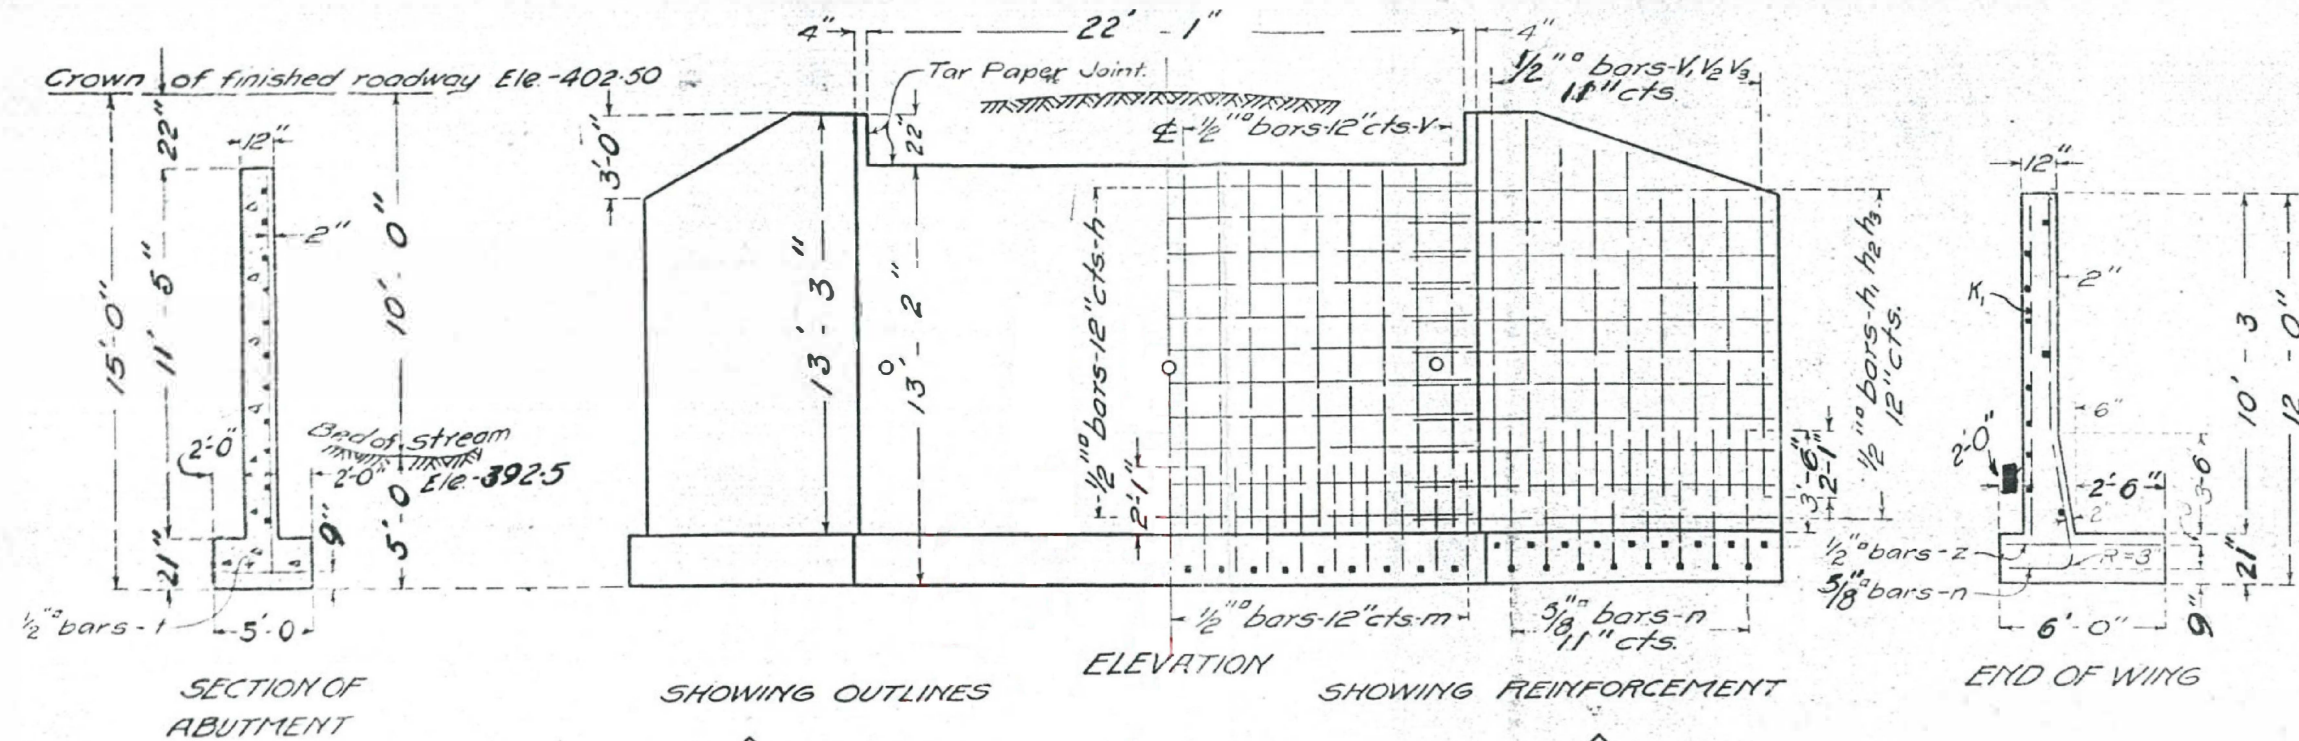 Crown of finished roadway Ele.-402.50
22"
12"
2"
15'-0"
11'-5"
10'-0"
Bed of Stream
Ele.-392.5
2'-0"
2'-0"
21"
9"
5'-0
½"□ bars-t
5'-0
SECTION OF
ABUTMENT
4"
22'-1"
4"
Tar Paper Joint.
½"□ bars-V1 V2 V3
11" cts.
℄ ½"□ bars-12"cts-V
22"
3'-0"
13'-3"
13'-2"
½"□ bars-12"cts-h
2'-1"
½"□ bars-h1 h2 h3
12" cts.
3'-6"
2'-1"
½"□ bars-12"cts-m
⅝"□ bars-n
11" cts.
ELEVATION
SHOWING OUTLINES
SHOWING REINFORCEMENT
12"
K1
2"
6"
2'-0"
2'-6"
3'-6"
2"
10'-3
12'-0"
½"□ bars-z
⅝"□ bars-n
R=3"
21"
9"
6'-0"
END OF WING